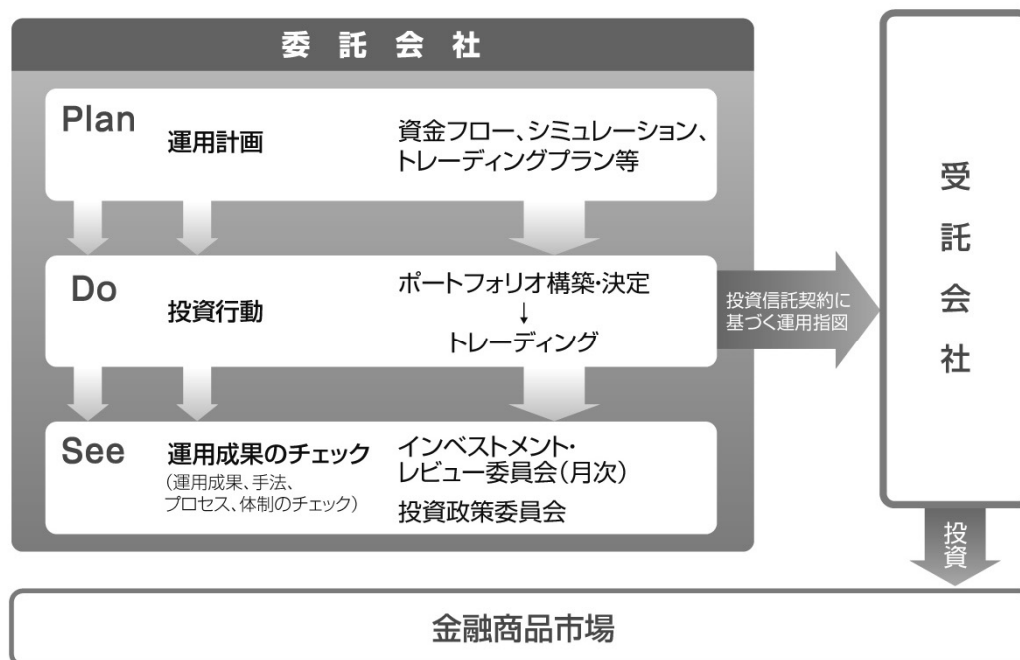 委託会社
Plan
運用計画
資金フロー、シミュレーション、
トレーディングプラン等
Do
投資行動
ポートフォリオ構築・決定
↓
トレーディング
See
運用成果のチェック
(運用成果、手法、
プロセス、体制のチェック)
インベストメント・
レビュー委員会(月次)
投資政策委員会
投資信託契約に
基づく運用指図
受託会社
投資
金融商品市場